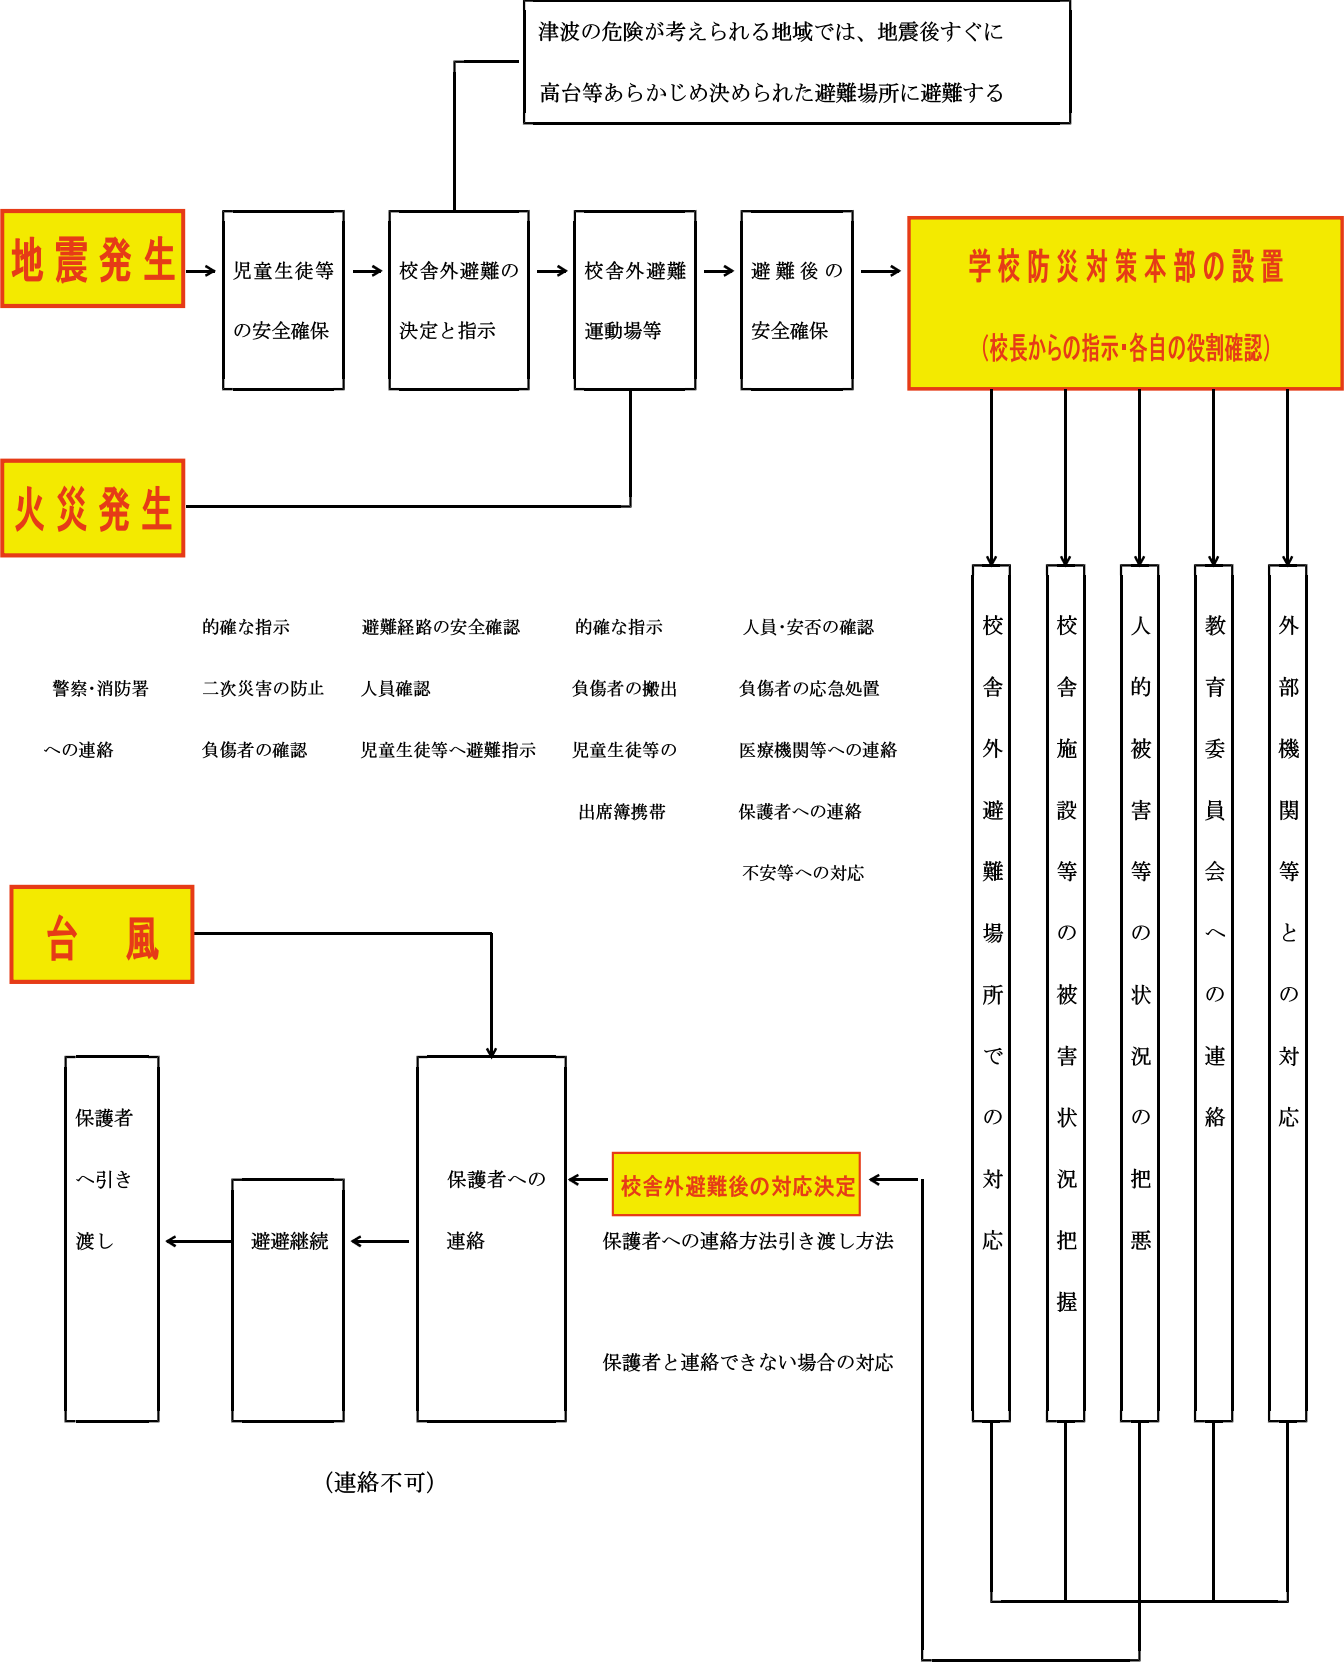 津波の危険が考えられる地域では、地震後すぐに
高台等あらかじめ決められた避難場所に避難する
地震発生
児童生徒等
の安全確保
校舎外避難の
決定と指示
校舎外避難
運動場等
避難後の
安全確保
学校防災対策本部の設置
(校長からの指示・各自の役割確認)
火災発生
警察・消防署
への連絡
的確な指示
二次災害の防止
負傷者の確認
避難経路の安全確認
人員確認
児童生徒等へ避難指示
的確な指示
負傷者の搬出
児童生徒等の
出席簿携帯
人員・安否の確認
負傷者の応急処置
医療機関等への連絡
保護者への連絡
不安等への対応
校舎外避難場所での対応
校舎施設等の被害状況把握
人的被害等の状況の把悪
教育委員会への連絡
外部機関等との対応
台風
校舎外避難後の対応決定
保護者への連絡方法引き渡し方法
保護者と連絡できない場合の対応
保護者への
連絡
避避継続
保護者
へ引き
渡し
(連絡不可)